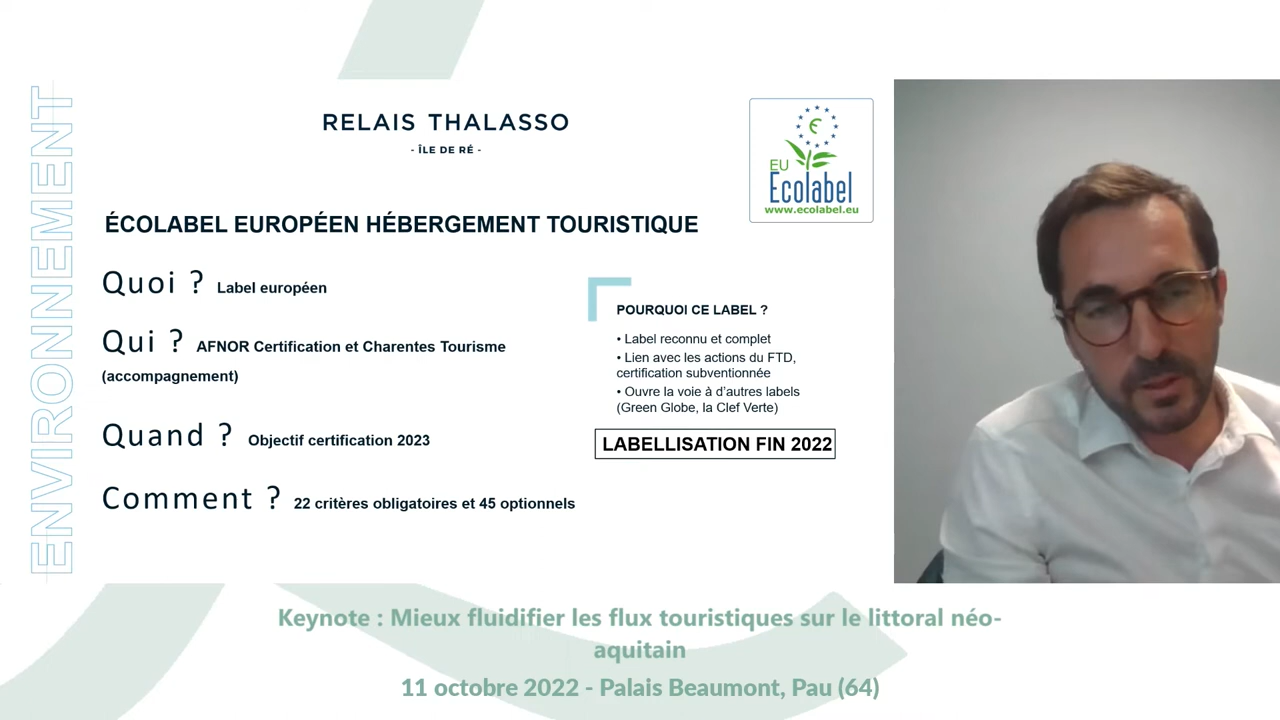 ENVIRONNEMENT
RELAIS THALASSO
- ÎLE DE RÉ -
EU
Ecolabel
www.ecolabel.eu
ÉCOLABEL EUROPÉEN HÉBERGEMENT TOURISTIQUE
Quoi ? Label européen
Qui ? AFNOR Certification et Charentes Tourisme
(accompagnement)
Quand ? Objectif certification 2023
Comment ? 22 critères obligatoires et 45 optionnels
POURQUOI CE LABEL ?
• Label reconnu et complet
• Lien avec les actions du FTD,
certification subventionnée
• Ouvre la voie à d'autres labels
(Green Globe, la Clef Verte)
LABELLISATION FIN 2022
Keynote : Mieux fluidifier les flux touristiques sur le littoral néo-
aquitain
11 octobre 2022 - Palais Beaumont, Pau (64)